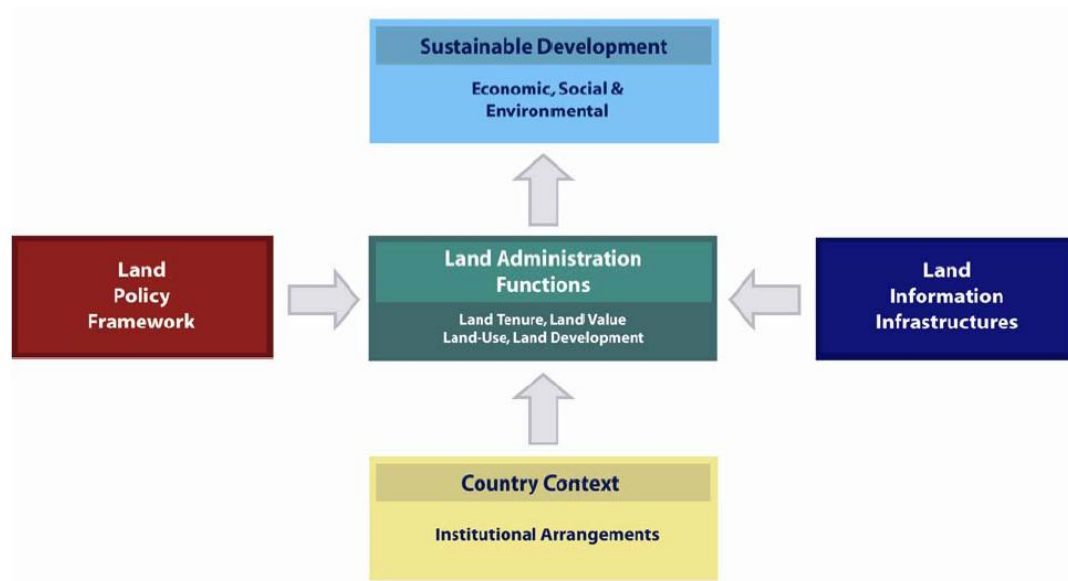 Sustainable Development
Economic, Social &
Environmental
Land
Policy
Framework
Land Administration
Functions
Land Tenure, Land Value
Land-Use, Land Development
Land
Information
Infrastructures
Country Context
Institutional Arrangements